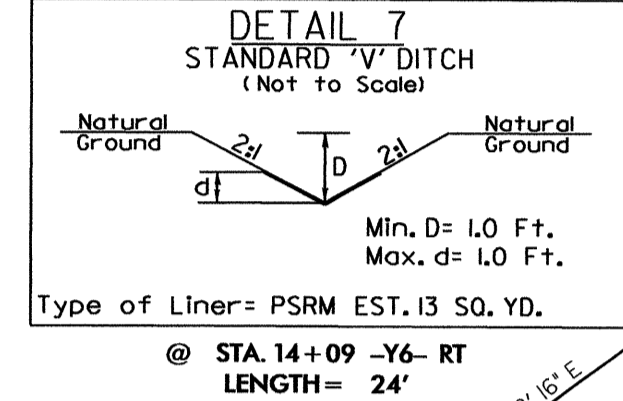 DETAIL 7
STANDARD 'V' DITCH
(Not to Scale)
Natural
Ground
2:1
D
2:1
Natural
Ground
d
Min. D= 1.0 Ft.
Max. d= 1.0 Ft.
Type of Liner= PSRM EST. 13 SQ. YD.
@ STA. 14+09 -Y6- RT
LENGTH= 24'
16" E